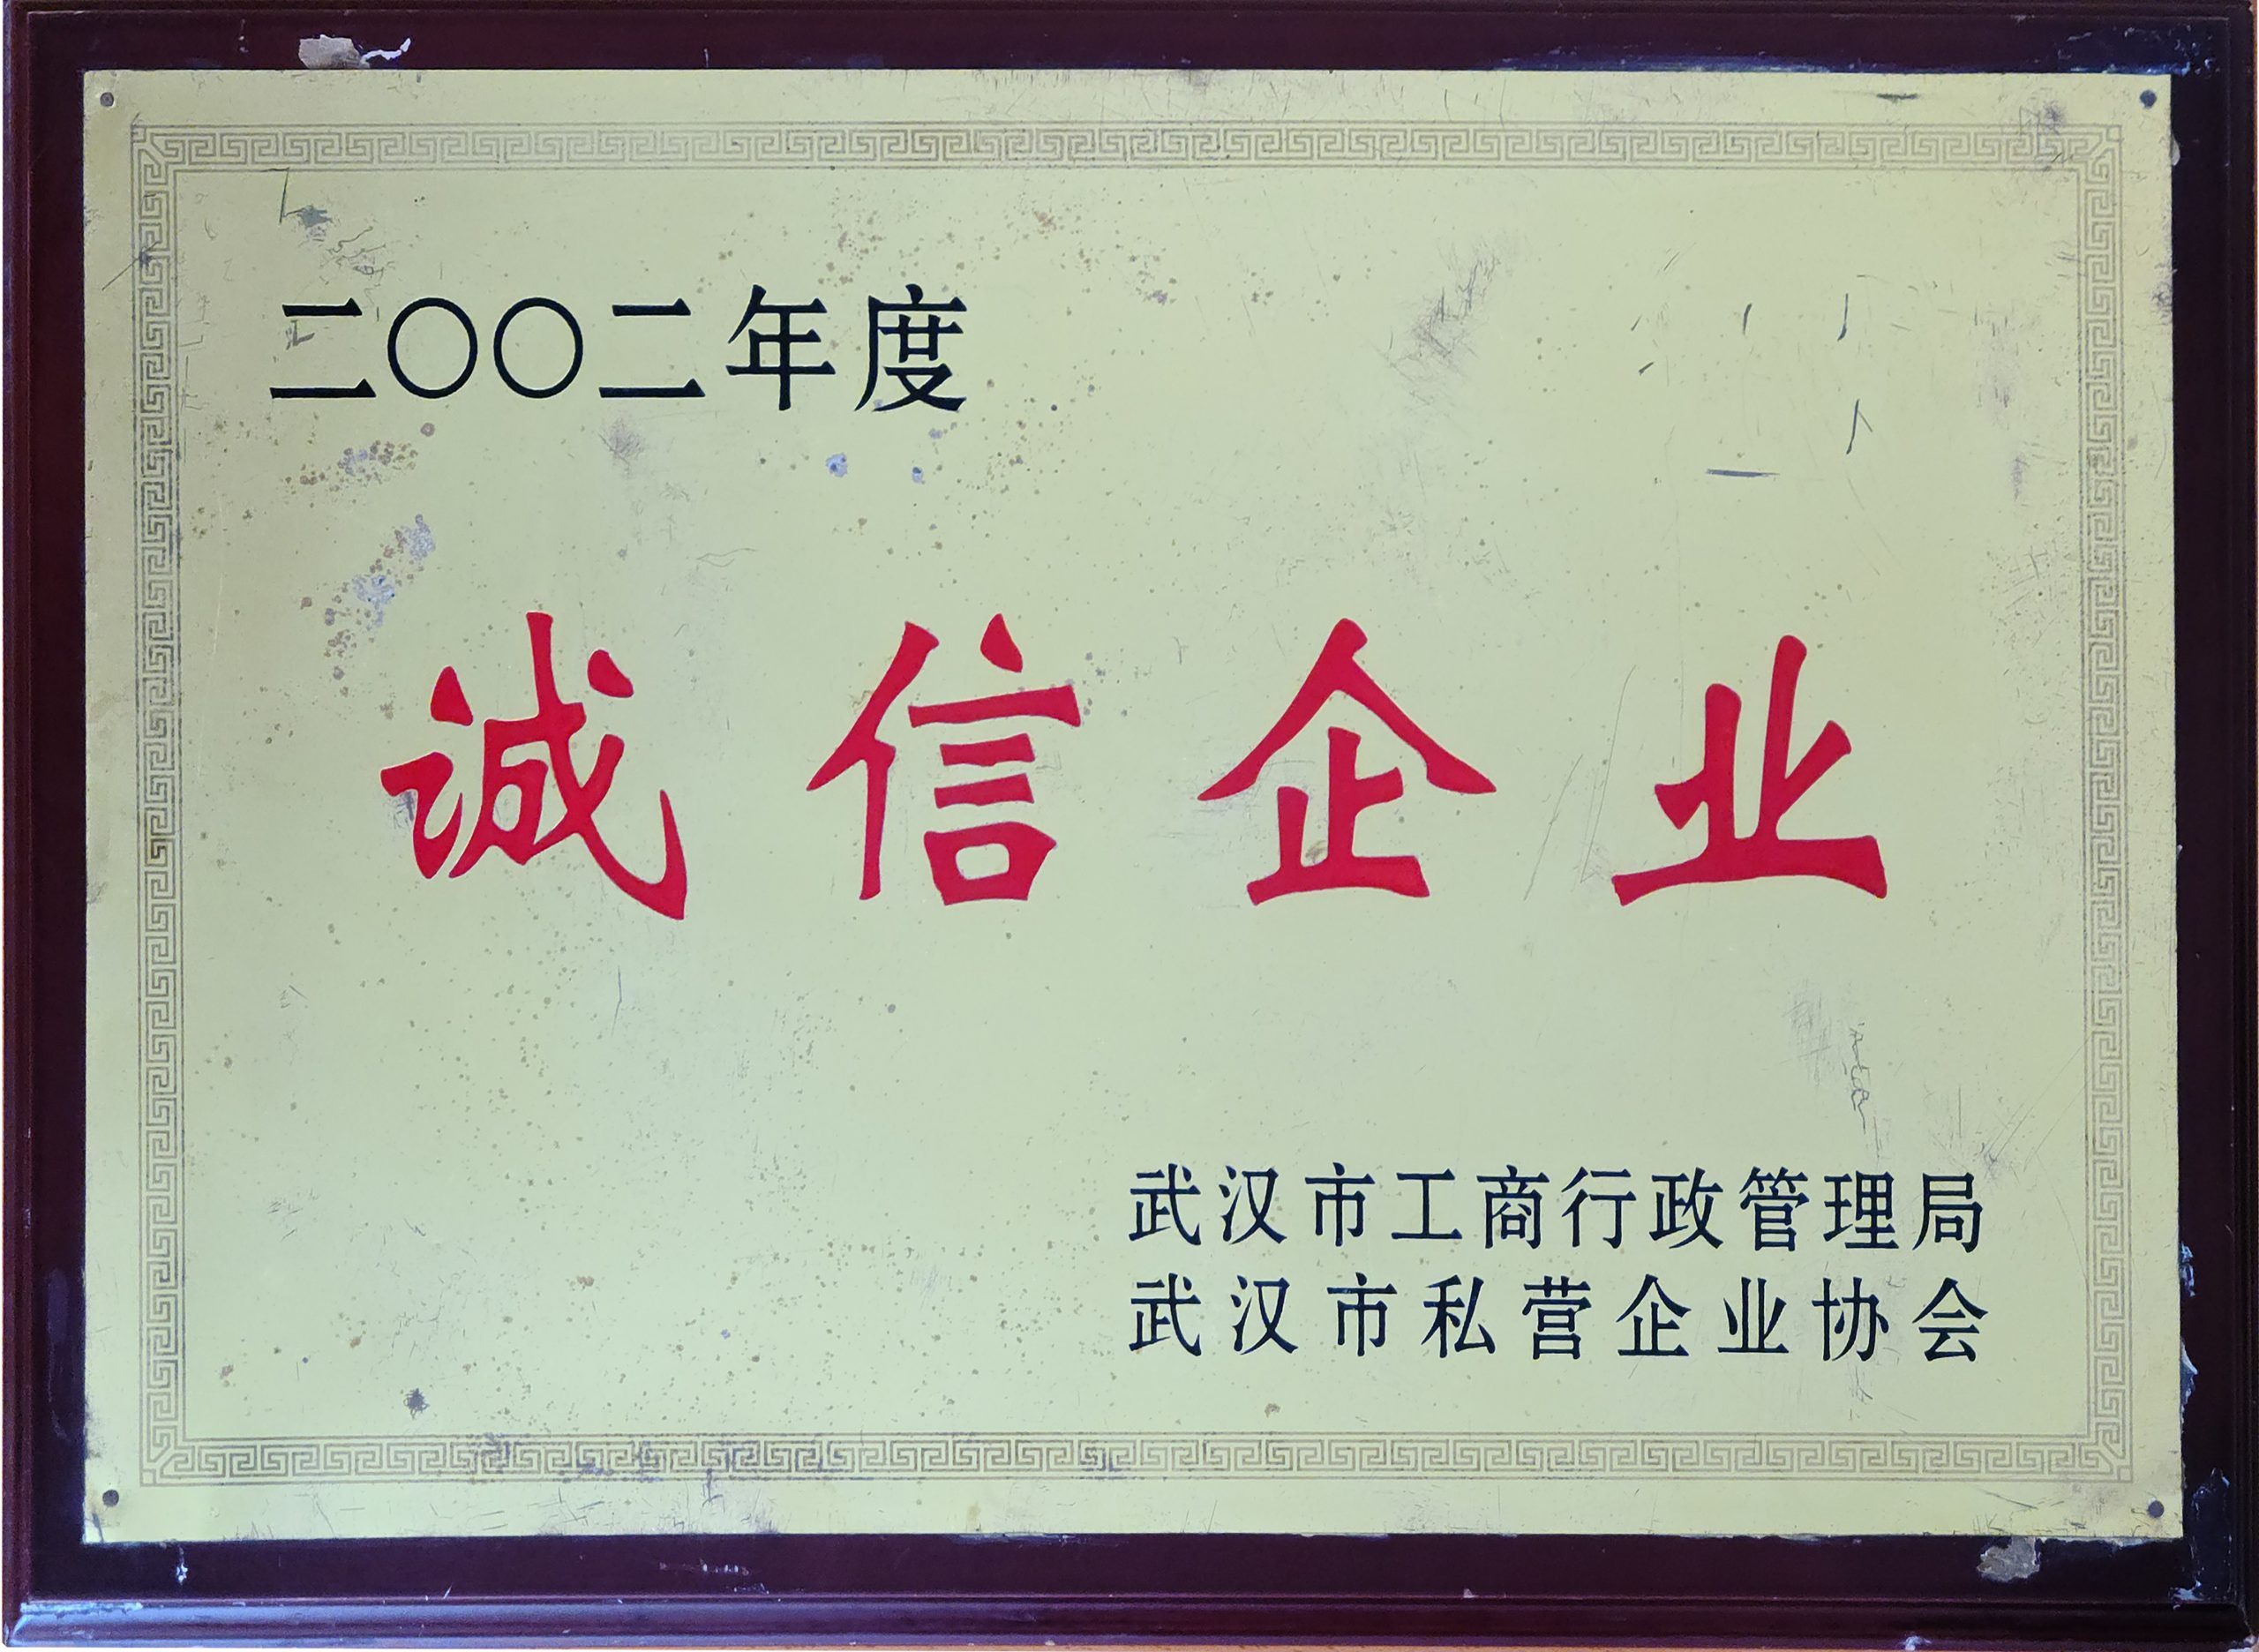 二〇〇二年度
诚信企业
武汉市工商行政管理局
武汉市私营企业协会